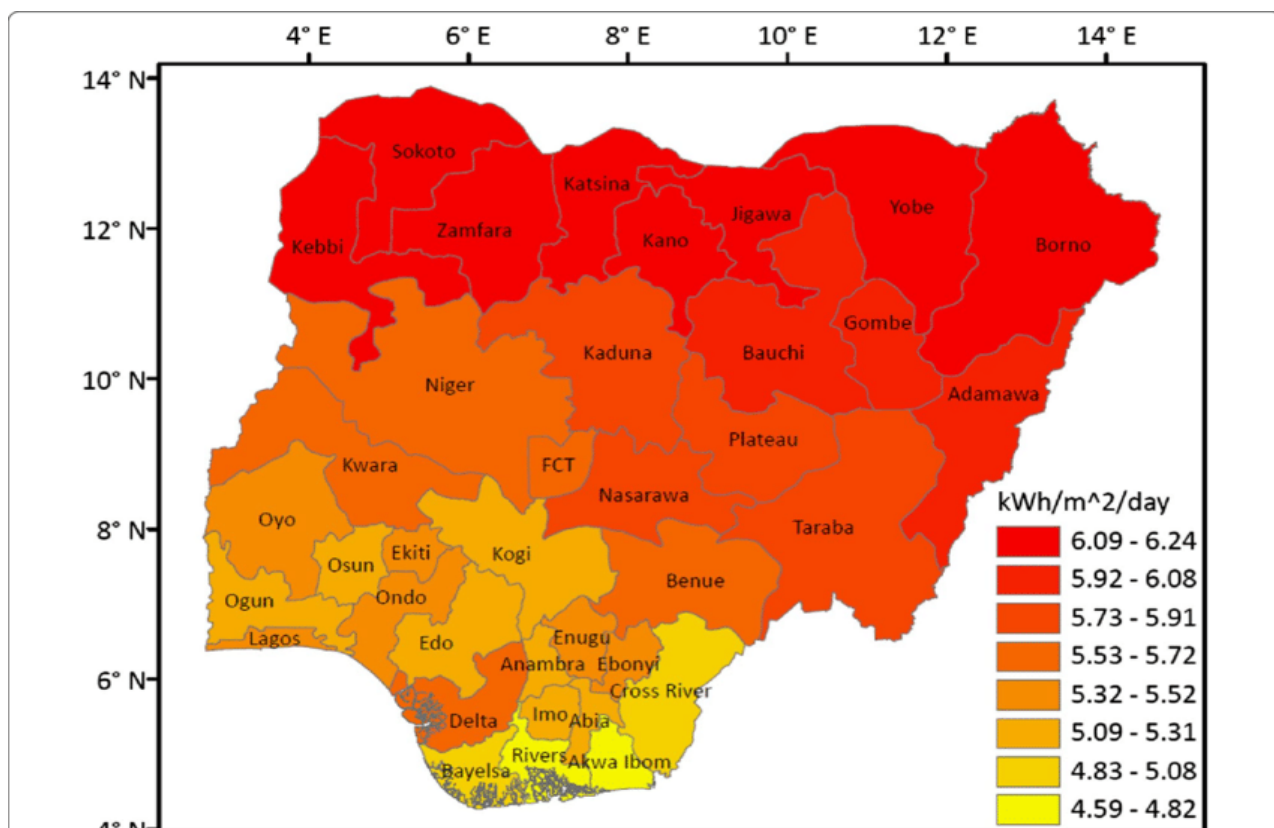 4° E 6° E 8° E 10° E 12° E 14° E
14° N
Sokoto
Katsina
Jigawa
Yobe
Zamfara
12° N
Kano
Kebbi
Borno
Gombe
Kaduna
Bauchi
10° N
Niger
Adamawa
Plateau
Kwara
FCT
Nasarawa
kWh/m^2/day
Oyo
8° N
Taraba
6.09 - 6.24
Ekiti
Kogi
Osun
5.92 - 6.08
Benue
Ogun
Ondo
5.73 - 5.91
Lagos
Edo
Enugu
5.53 - 5.72
Anambra
Ebonyi
6° N
Cross River
5.32 - 5.52
Delta
Imo
Abia
5.09 - 5.31
Rivers
Akwa Ibom
Bayelsa
4.83 - 5.08
4.59 - 4.82
4° N